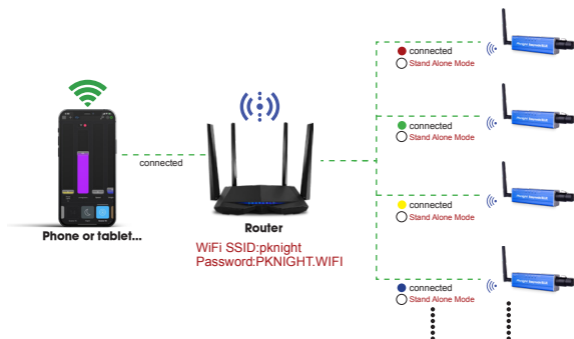 connected
Stand Alone Mode
connected
Stand Alone Mode
connected
Phone or tablet...
Router
WiFi SSID:pknight
Password:PKNIGHT.WIFI
connected
Stand Alone Mode
connected
Stand Alone Mode